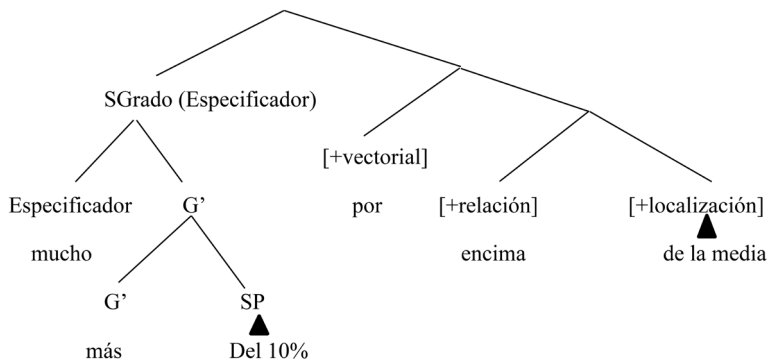 SGrado (Especificador)
[+vectorial]
Especificador G’ por [+relación] [+localización]
mucho encima de la media
G’ SP
más Del 10%